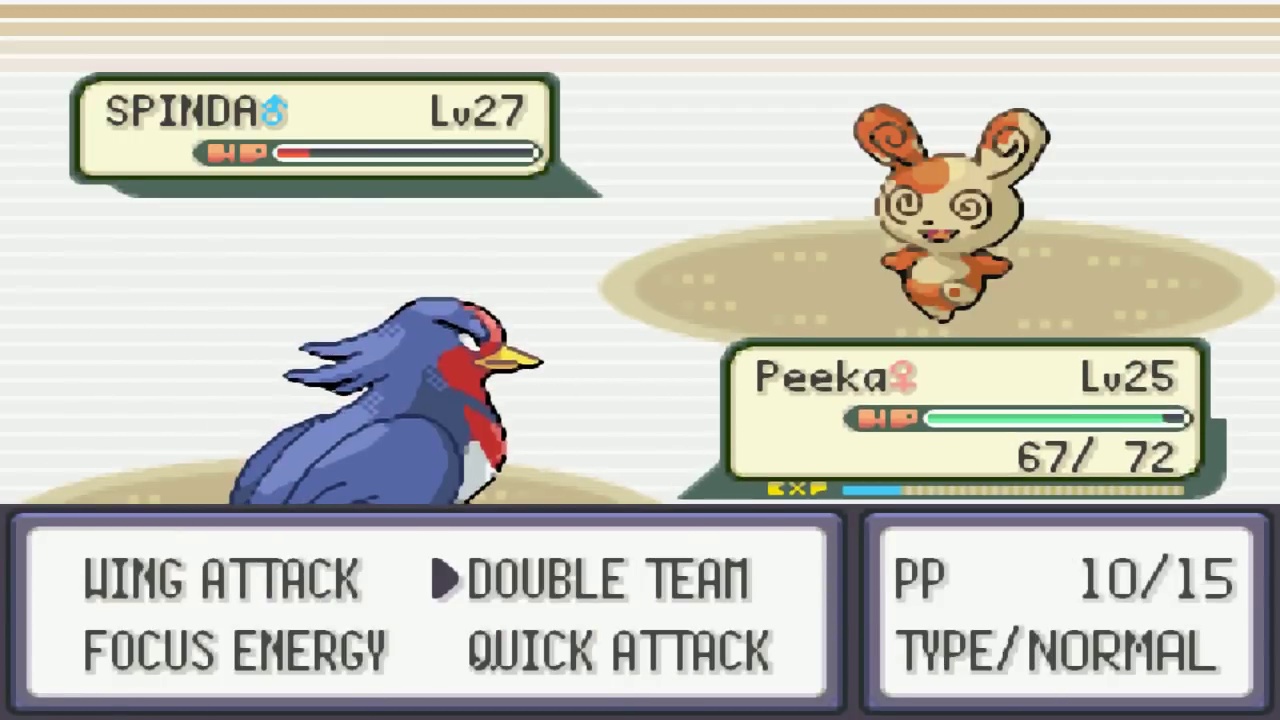 SPINDA♂ Lv27
HP
Peeka♀ Lv25
HP
67/ 72
EXP
WING ATTACK ▶DOUBLE TEAM
FOCUS ENERGY QUICK ATTACK
PP 10/15
TYPE/NORMAL